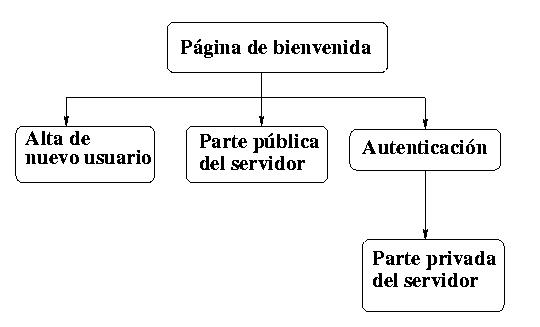 Página de bienvenida
Alta de
nuevo usuario
Parte pública
del servidor
Autenticación
Parte privada
del servidor